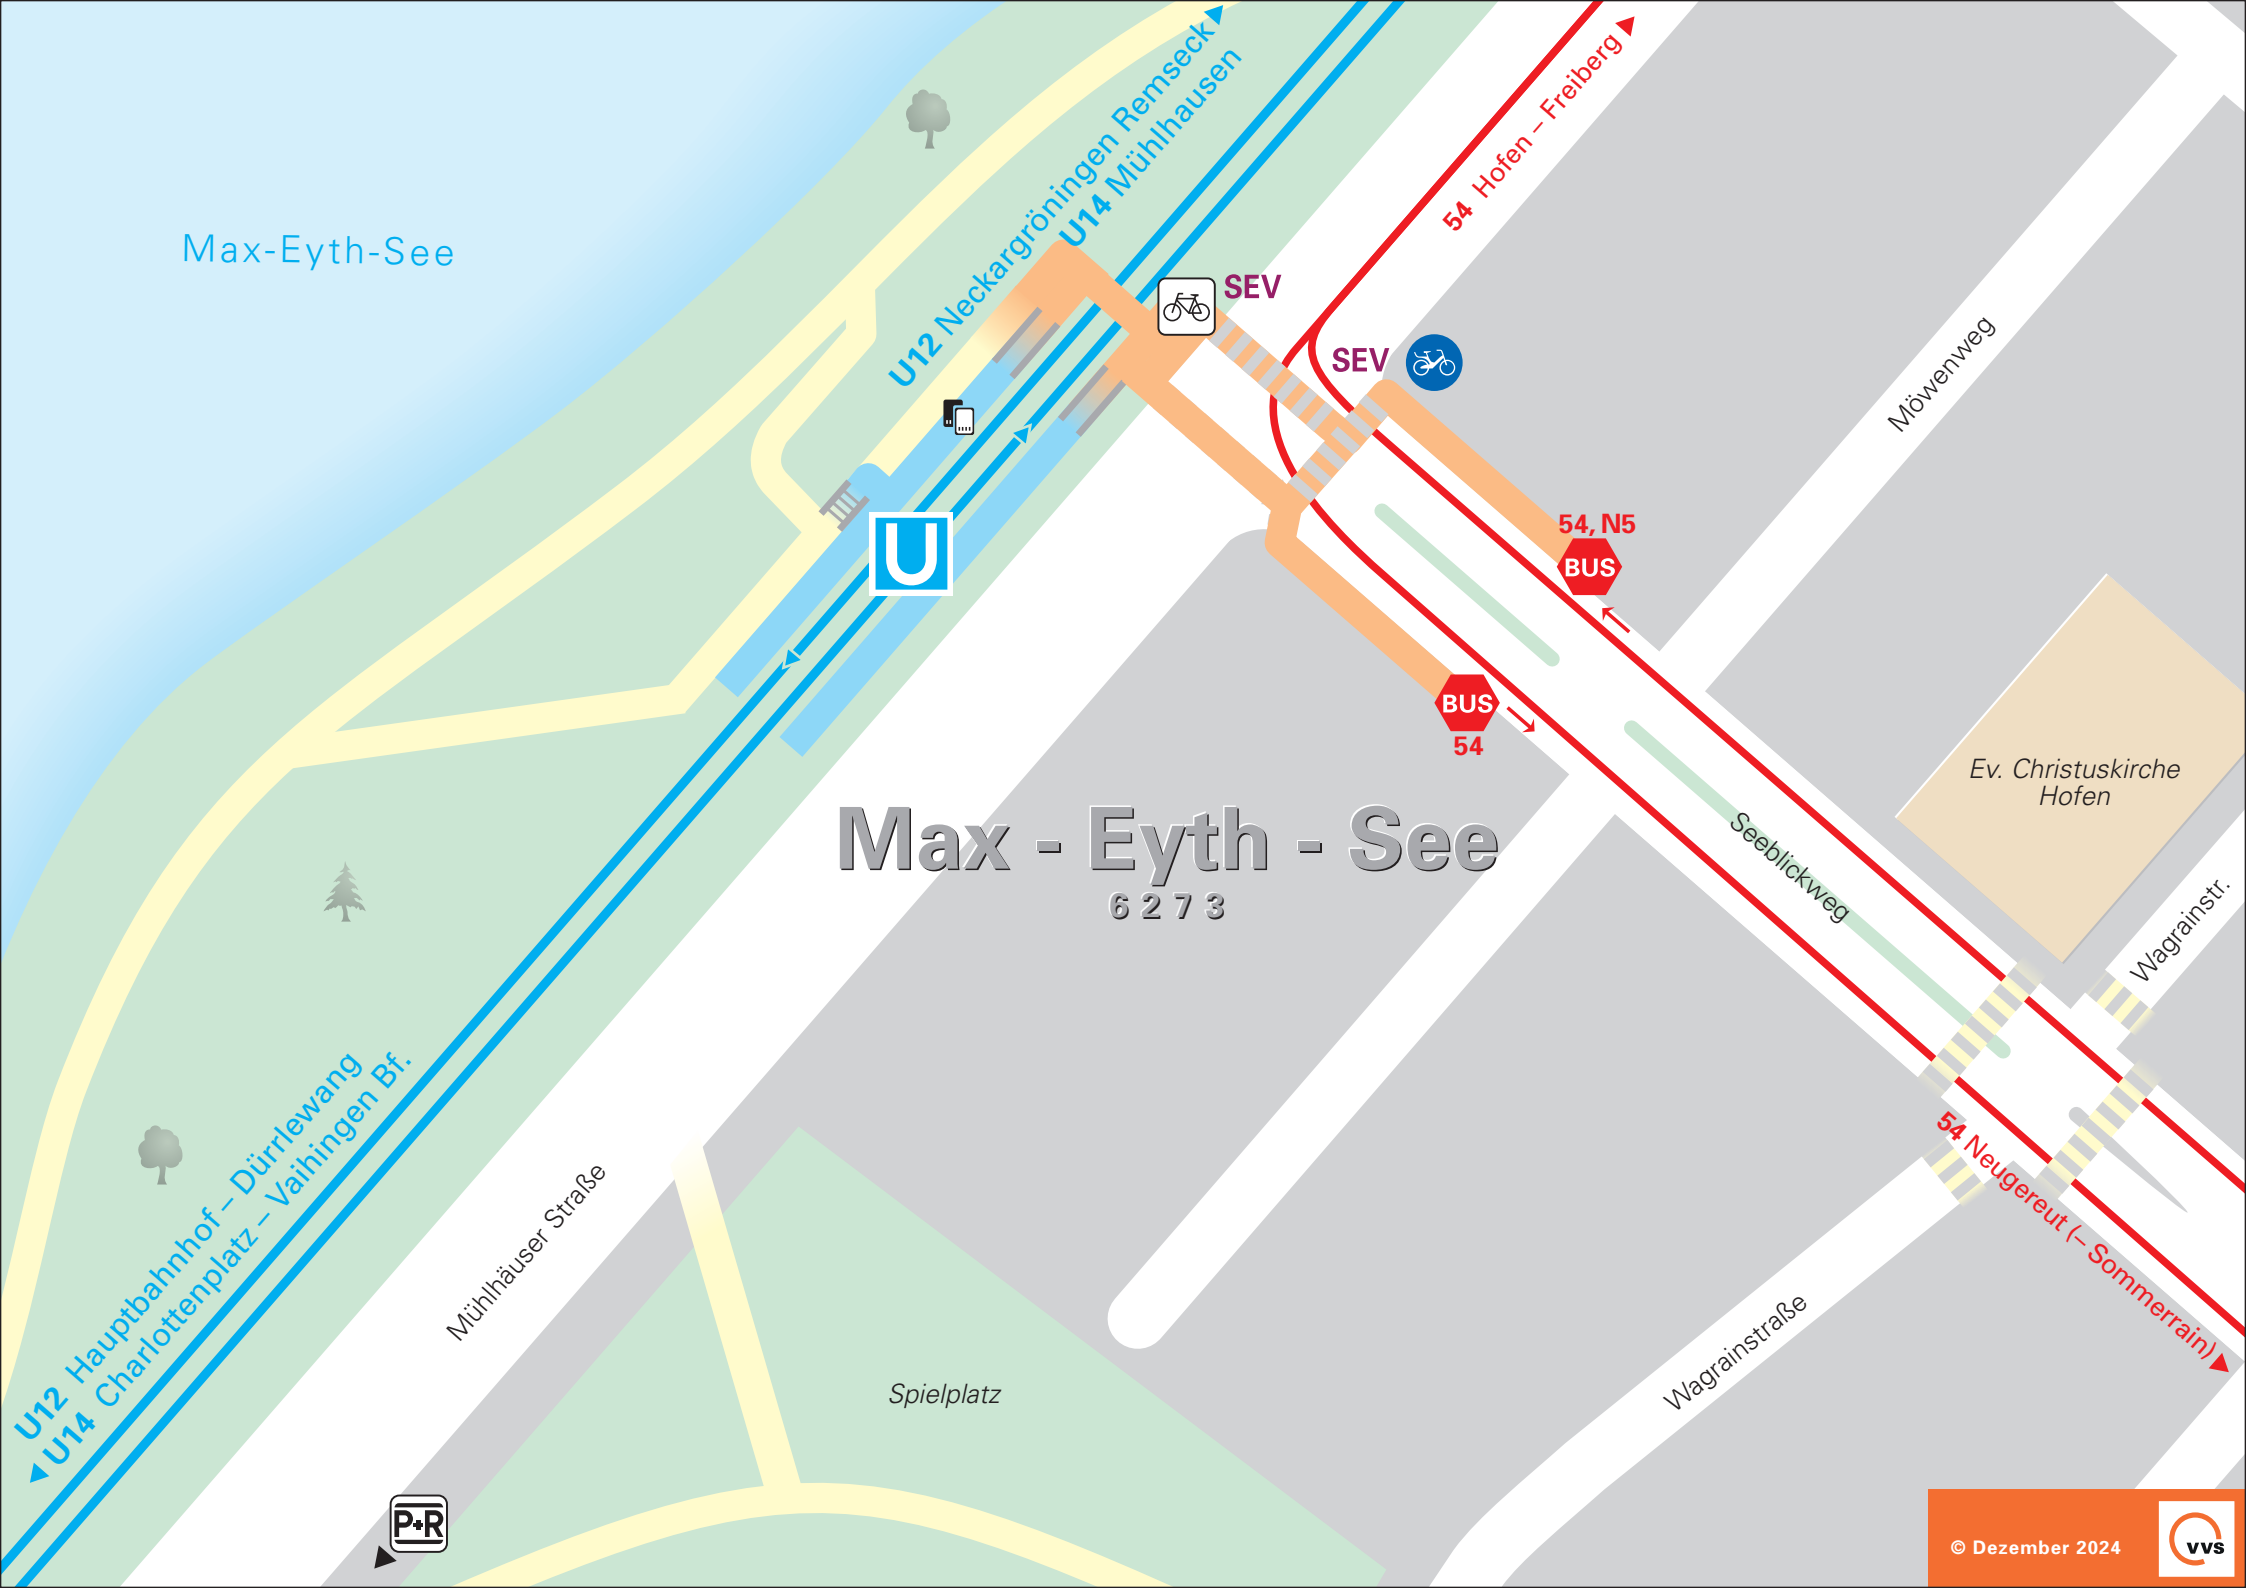 Max-Eyth-See
U12 Neckargröningen Remseck
U14 Mühlhausen
54 Hofen – Freiberg
SEV
SEV
Möwenweg
54, N5
BUS
U
BUS
54
Ev. Christuskirche
Hofen
Max - Eyth - See
6273
Seeblickweg
Wagrainstr.
U12 Hauptbahnhof – Dürrlewang
U14 Charlottenplatz – Vaihingen Bf.
Mühlhäuser Straße
54 Neugereut (– Sommerrain)
Wagrainstraße
Spielplatz
P+R
© Dezember 2024
vvs